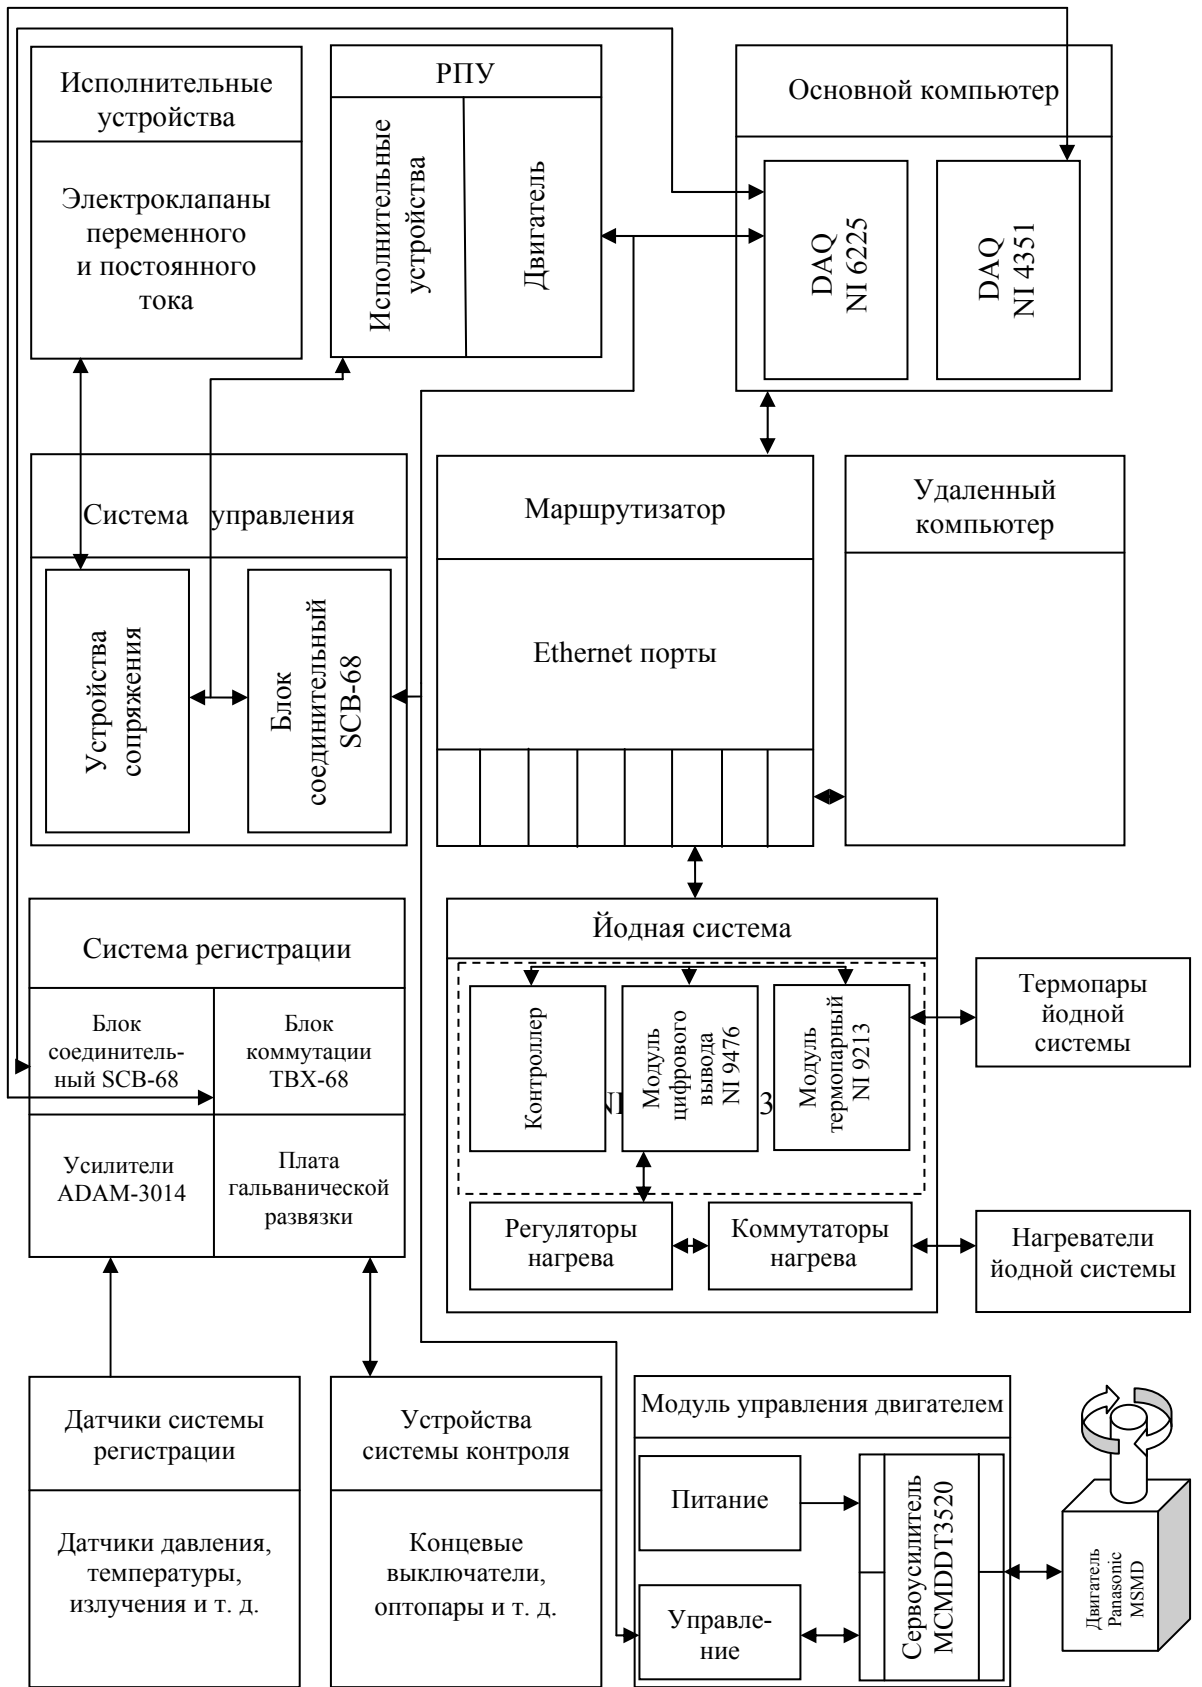 Исполнительные
устройства
Электроклапаны
переменного
и постоянного
тока
РПУ
Исполнительные
устройства
Двигатель
Основной компьютер
DAQ
NI 6225
DAQ
NI 4351
Система управления
Устройства
сопряжения
Блок
соединительный
SCB-68
Маршрутизатор
Ethernet порты
Удаленный
компьютер
Система регистрации
Блок
соединитель-
ный SCB-68
Блок
коммутации
TBX-68
Усилители
ADAM-3014
Плата
гальванической
развязки
Йодная система
Контроллер
Модуль
цифрового
вывода
NI 9476
Модуль
термопарный
NI 9213
Регуляторы
нагрева
Коммутаторы
нагрева
Термопары
йодной
системы
Нагреватели
йодной системы
Датчики системы
регистрации
Датчики давления,
температуры,
излучения и т. д.
Устройства
системы контроля
Концевые
выключатели,
оптопары и т. д.
Модуль управления двигателем
Питание
Управле-
ние
Сервоусилитель
MCMDDT3520
Двигатель
Panasonic
MSMD